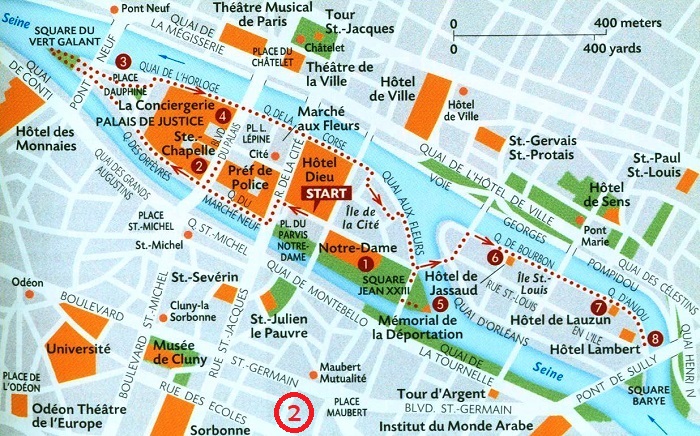 Seine
SQUARE DU
VERT GALANT
Pont Neuf
PONT
NEUF
QUAI DE
LA MÉGISSERIE
Théâtre Musical
de Paris
Tour
St.-Jacques
Châtelet
PLACE DU
CHÂTELET
Théâtre de
la Ville
0
400 meters
0
400 yards
QUAI
DE CONTI
3
PLACE
DAUPHINE
QUAI DE L'HORLOGE
La Conciergerie
PALAIS DE JUSTICE
4
Ste.-
Chapelle
2
BLVD
DU PALAIS
PL. L.
LÉPINE
Cité
Q. DE LA
CORSE
Marché
aux Fleurs
Hôtel
de Ville
Hôtel
de Ville
Hôtel des
Monnaies
Q. DES ORFÈVRES
QUAI DES GRANDS
AUGUSTINS
Préf de
Police
R. DE LA CITÉ
Hôtel
Dieu
START
QUAI AUX FLEURS
Île de
la Cité
St.-Gervais
St.-Protais
St.-Paul
St.-Louis
QUAI DE L'HÔTEL DE VILLE
VOIE
GEORGES
POMPIDOU
Hôtel
de Sens
Pont
Marie
QUAI DES CÉLESTINS
PLACE
ST.-MICHEL
St.-Michel
Q. ST.-MICHEL
Q. DU
MARCHÉ NEUF
PL. DU
PARVIS
NOTRE-
DAME
Notre-Dame
1
SQUARE
JEAN XXIII
5
Mémorial de
la Déportation
6
Hôtel de
Jassaud
Q. DE BOURBON
Île St.-
Louis
RUE ST-LOUIS
EN L'ILE
QUAI D'ORLÉANS
7
Hôtel de Lauzun
Q. D'ANJOU
8
Hôtel Lambert
Odéon
BOULEVARD
ST.-GERMAIN
BOULEVARD
ST.-MICHEL
St.-Séverin
Cluny-la
Sorbonne
RUE ST.-JACQUES
St.-Julien
le Pauvre
QUAI DE MONTEBELLO
QUAI DE
LA TOURNELLE
Seine
PONT DE SULLY
SQUARE
BARYE
QUAI HENRI IV
Université
Musée
de Cluny
PLACE DE
L'ODÉON
Odéon Théâtre
de l'Europe
RUE DES ECOLES
Sorbonne
Maubert
Mutualité
2
PLACE
MAUBERT
Tour d'Argent
BLVD. ST.-GERMAIN
Institut du Monde Arabe